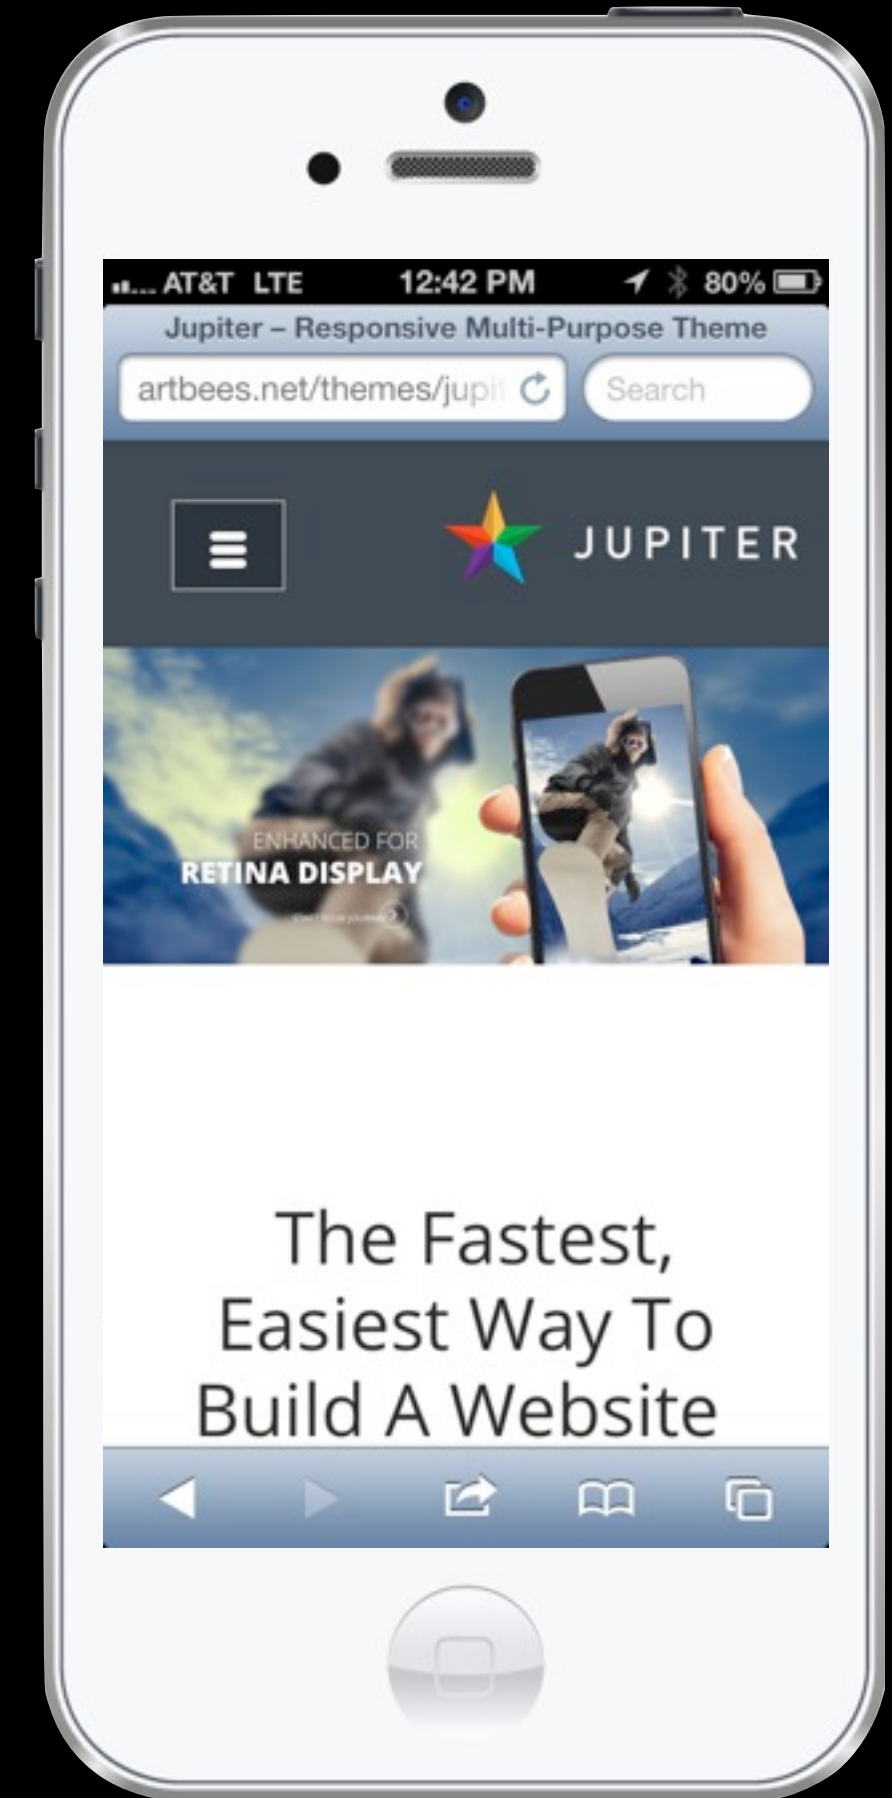 AT&T LTE 12:42 PM 80%
Jupiter – Responsive Multi-Purpose Theme
artbees.net/themes/jupit Search
JUPITER
ENHANCED FOR
RETINA DISPLAY
The Fastest,
Easiest Way To
Build A Website